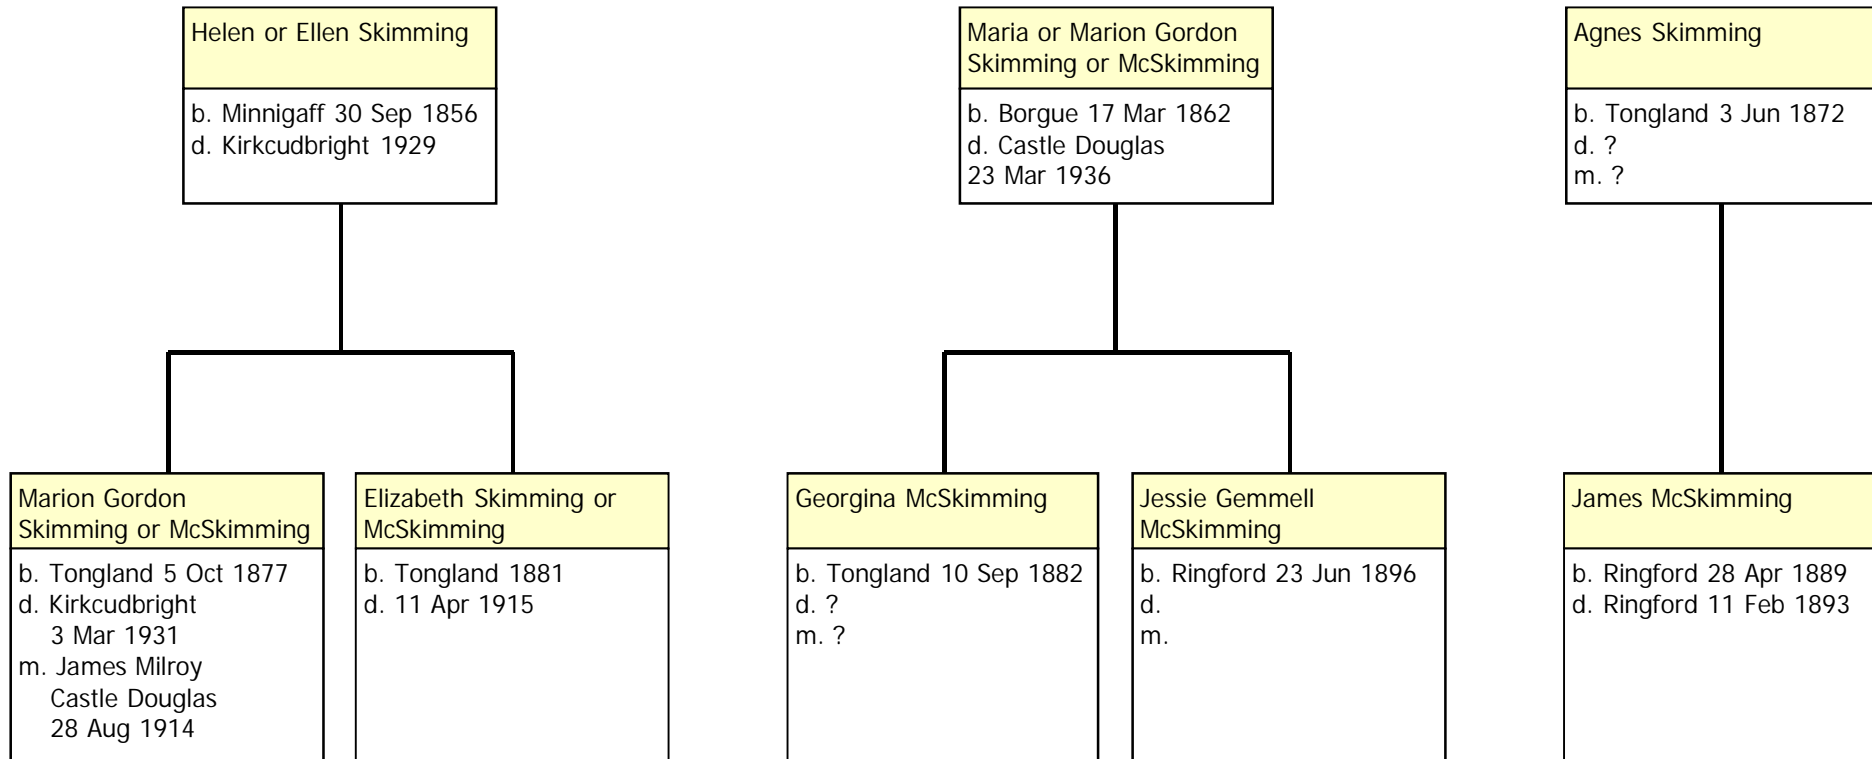 Helen or Ellen Skimming
b. Minnigaff 30 Sep 1856
d. Kirkcudbright 1929
Maria or Marion Gordon
Skimming or McSkimming
b. Borgue 17 Mar 1862
d. Castle Douglas
23 Mar 1936
Agnes Skimming
b. Tongland 3 Jun 1872
d. ?
m. ?
Marion Gordon
Skimming or McSkimming
b. Tongland 5 Oct 1877
d. Kirkcudbright
3 Mar 1931
m. James Milroy
Castle Douglas
28 Aug 1914
Elizabeth Skimming or
McSkimming
b. Tongland 1881
d. 11 Apr 1915
Georgina McSkimming
b. Tongland 10 Sep 1882
d. ?
m. ?
Jessie Gemmell
McSkimming
b. Ringford 23 Jun 1896
d.
m.
James McSkimming
b. Ringford 28 Apr 1889
d. Ringford 11 Feb 1893